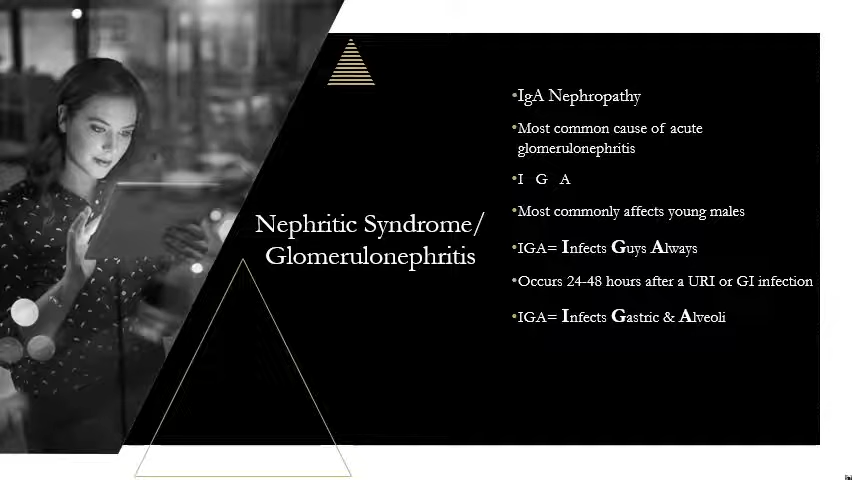 Nephritic Syndrome/
Glomerulonephritis
•IgA Nephropathy
•Most common cause of acute
glomerulonephritis
•I G A
•Most commonly affects young males
•IGA= Infects Guys Always
•Occurs 24-48 hours after a URI or GI infection
•IGA= Infects Gastric & Alveoli